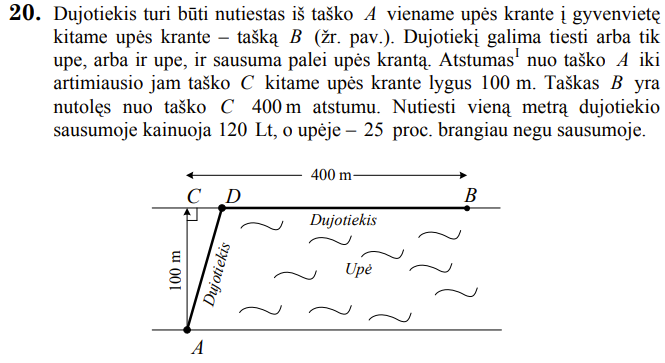 20. Dujotiekis turi būti nutiestas iš taško A viename upės krante į gyvenvietę
kitame upės krante – tašką B (žr. pav.). Dujotiekį galima tiesti arba tik
upe, arba ir upe, ir sausuma palei upės krantą. Atstumas¹ nuo taško A iki
artimiausio jam taško C kitame upės krante lygus 100 m. Taškas B yra
nutolęs nuo taško C 400 m atstumu. Nutiesti vieną metrą dujotiekio
sausumoje kainuoja 120 Lt, o upėje – 25 proc. brangiau negu sausumoje.
400 m
C D B
Dujotiekis
100 m
Dujotiekis
Upė
A